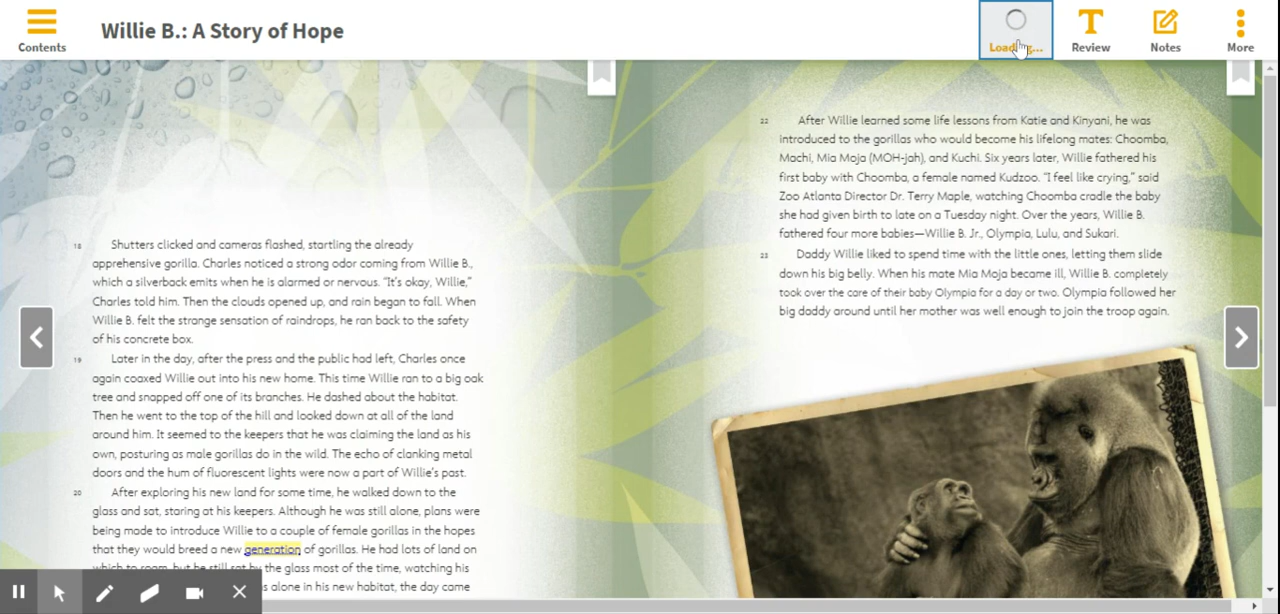 Contents
Willie B.: A Story of Hope
Loading...
Review
Notes
More
18 Shutters clicked and cameras flashed, startling the already
apprehensive gorilla. Charles noticed a strong odor coming from Willie B.,
which a silverback emits when he is alarmed or nervous. "It's okay, Willie,"
Charles told him. Then the clouds opened up, and rain began to fall. When
Willie B. felt the strange sensation of raindrops, he ran back to the safety
of his concrete box.
19 Later in the day, after the press and the public had left, Charles once
again coaxed Willie out into his new home. This time Willie ran to a big oak
tree and snapped off one of its branches. He dashed about the habitat.
Then he went to the top of the hill and looked down at all of the land
around him. It seemed to the keepers that he was claiming the land as his
own, posturing as male gorillas do in the wild. The echo of clanking metal
doors and the hum of fluorescent lights were now a part of Willie's past.
20 After exploring his new land for some time, he walked down to the
glass and sat, staring at his keepers. Although he was still alone, plans were
being made to introduce Willie to a couple of female gorillas in the hopes
that they would breed a new generation of gorillas. He had lots of land on
which to roam, but he still sat by the glass most of the time, watching his
s alone in his new habitat, the day came
22 After Willie learned some life lessons from Katie and Kinyani, he was
introduced to the gorillas who would become his lifelong mates: Choomba,
Machi, Mia Moja (MOH-jah), and Kuchi. Six years later, Willie fathered his
first baby with Choomba, a female named Kudzoo. "I feel like crying," said
Zoo Atlanta Director Dr. Terry Maple, watching Choomba cradle the baby
she had given birth to late on a Tuesday night. Over the years, Willie B.
fathered four more babies—Willie B. Jr., Olympia, Lulu, and Sukari.
23 Daddy Willie liked to spend time with the little ones, letting them slide
down his big belly. When his mate Mia Moja became ill, Willie B. completely
took over the care of their baby Olympia for a day or two. Olympia followed her
big daddy around until her mother was well enough to join the troop again.